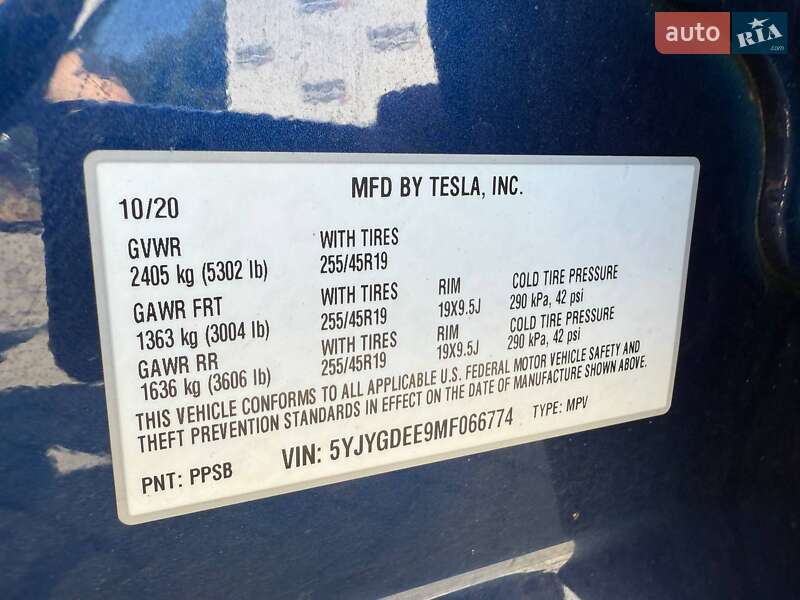 auto RIA
.com
MFD BY TESLA, INC.
10/20
GVWR WITH TIRES
2405 kg (5302 lb) 255/45R19
GAWR FRT WITH TIRES RIM COLD TIRE PRESSURE
1363 kg (3004 lb) 255/45R19 19X9.5J 290 kPa, 42 psi
GAWR RR WITH TIRES RIM COLD TIRE PRESSURE
1636 kg (3606 lb) 255/45R19 19X9.5J 290 kPa, 42 psi
THIS VEHICLE CONFORMS TO ALL APPLICABLE U.S. FEDERAL MOTOR VEHICLE SAFETY AND
THEFT PREVENTION STANDARDS IN EFFECT ON THE DATE OF MANUFACTURE SHOWN ABOVE.
PNT: PPSB VIN: 5YJYGDEE9MF066774 TYPE: MPV